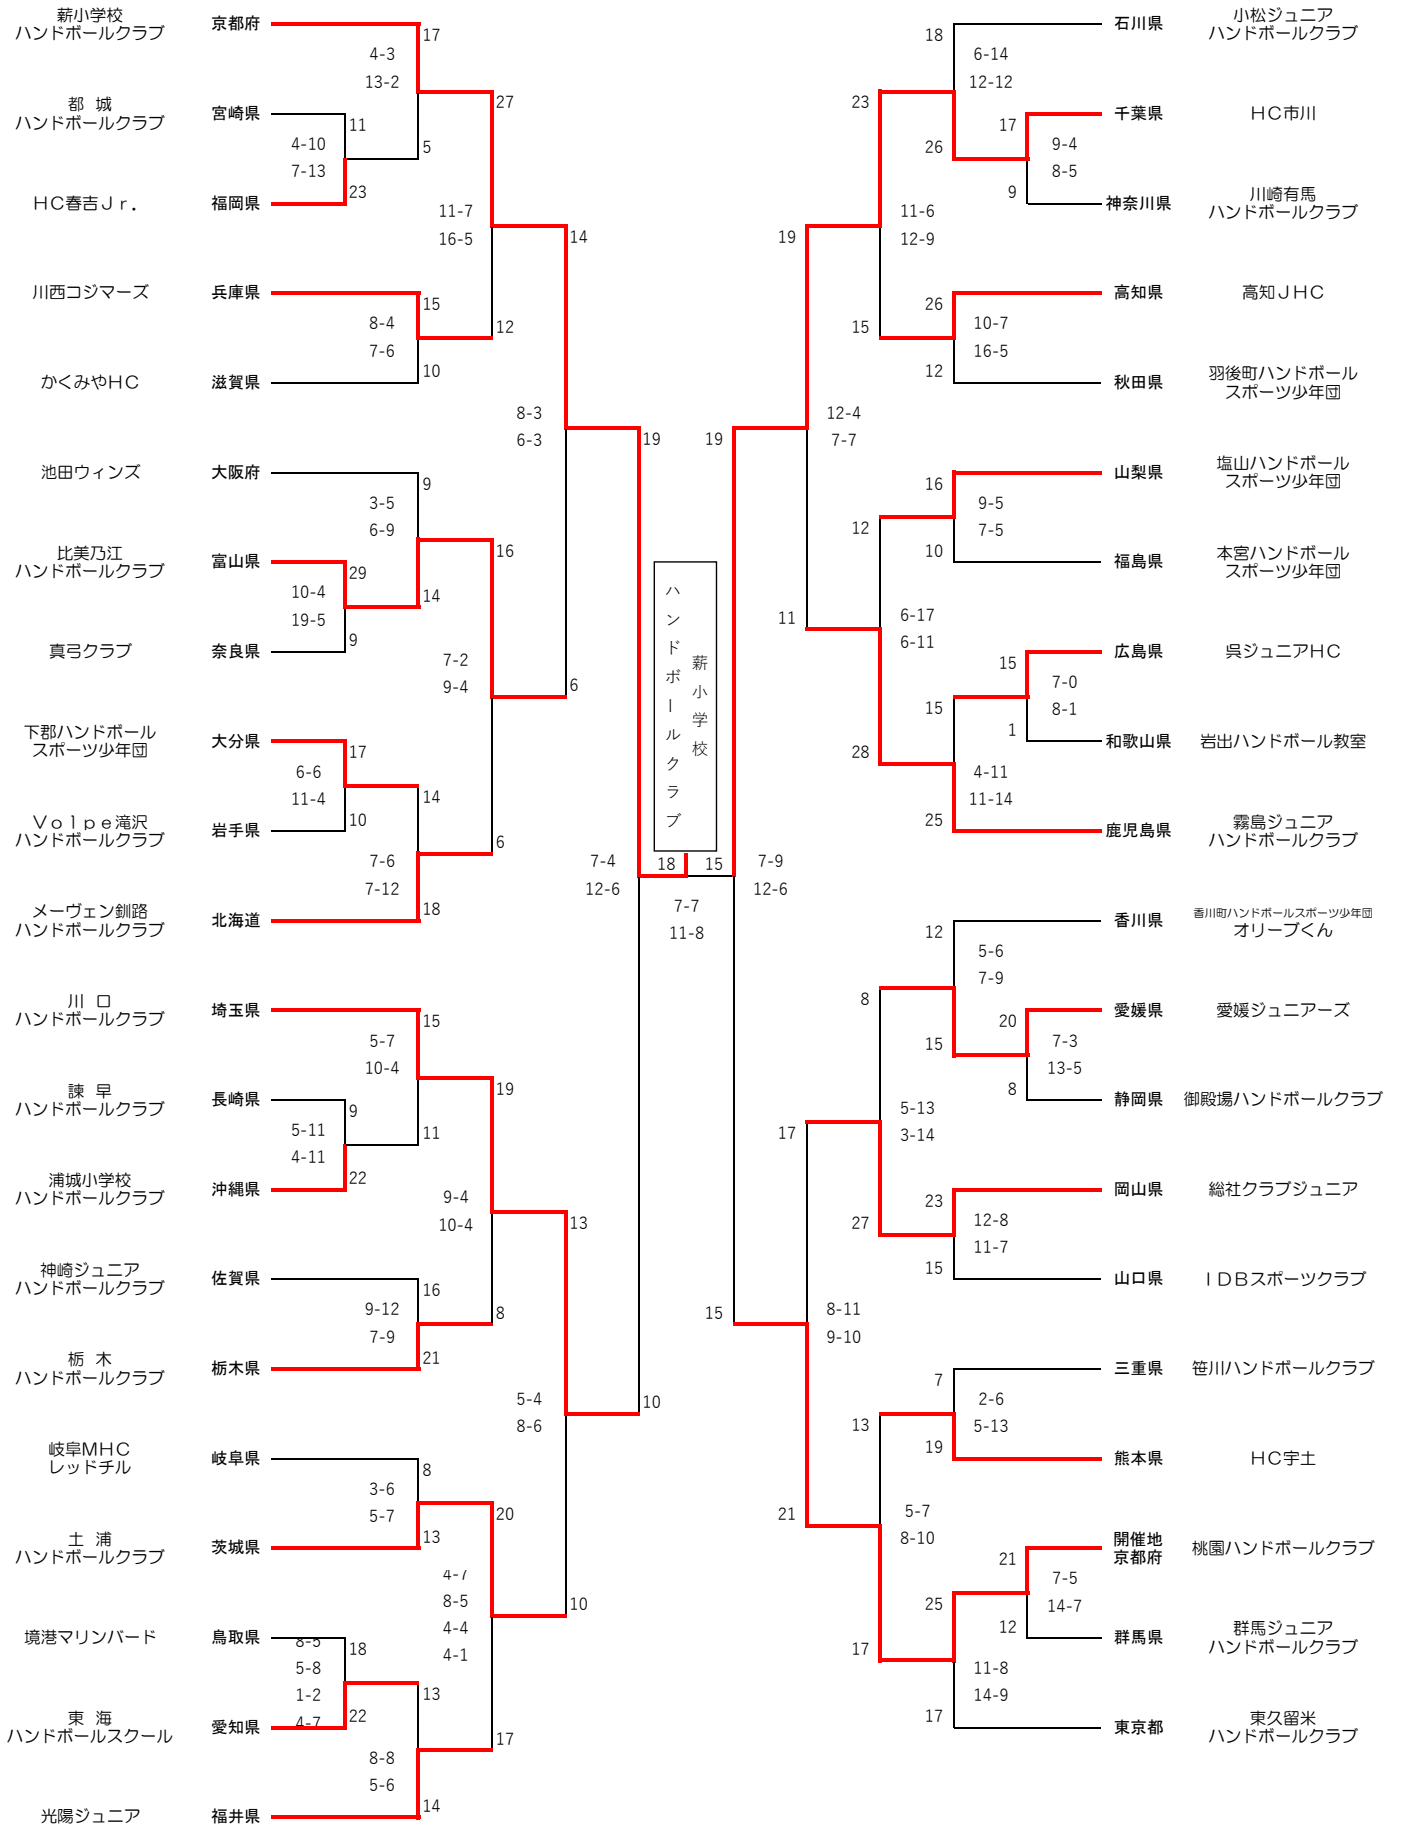 薪小学校
ハンドボールクラブ
京都府
17
4-3
13-2
都 城
ハンドボールクラブ
宮崎県
11
4-10
7-13
5
27
HC春吉Jr.
福岡県
23
11-7
16-5
14
川西コジマーズ
兵庫県
15
8-4
7-6
12
かくみやHC
滋賀県
10
8-3
6-3
19
池田ウィンズ
大阪府
9
3-5
6-9
16
比美乃江
ハンドボールクラブ
富山県
29
10-4
19-5
14
真弓クラブ
奈良県
9
7-2
9-4
6
下郡ハンドボール
スポーツ少年団
大分県
17
6-6
11-4
14
Volpe滝沢
ハンドボールクラブ
岩手県
10
6
7-6
7-12
メーヴェン釧路
ハンドボールクラブ
北海道
18
7-4
12-6
川 口
ハンドボールクラブ
埼玉県
15
5-7
10-4
19
諫 早
ハンドボールクラブ
長崎県
9
5-11
4-11
11
浦城小学校
ハンドボールクラブ
沖縄県
22
9-4
10-4
13
神崎ジュニア
ハンドボールクラブ
佐賀県
16
9-12
7-9
8
栃 木
ハンドボールクラブ
栃木県
21
5-4
8-6
10
岐阜MHC
レッドチル
岐阜県
8
3-6
5-7
20
土 浦
ハンドボールクラブ
茨城県
13
4-7
8-5
4-4
4-1
10
境港マリンバード
鳥取県
18
8-5
5-8
1-2
4-7
13
東 海
ハンドボールスクール
愛知県
22
17
8-8
5-6
光陽ジュニア
福井県
14
薪小学校
ハンドボールクラブ
18
15
7-7
11-8
石川県
小松ジュニア
ハンドボールクラブ
18
6-14
12-12
23
千葉県
HC市川
17
9-4
8-5
26
神奈川県
川崎有馬
ハンドボールクラブ
9
11-6
12-9
19
高知県
高知JHC
26
10-7
16-5
15
秋田県
羽後町ハンドボール
スポーツ少年団
12
12-4
7-7
19
山梨県
塩山ハンドボール
スポーツ少年団
16
9-5
7-5
12
福島県
本宮ハンドボール
スポーツ少年団
10
6-17
6-11
11
広島県
呉ジュニアHC
15
7-0
8-1
15
和歌山県
岩出ハンドボール教室
1
28
4-11
11-14
鹿児島県
霧島ジュニア
ハンドボールクラブ
25
7-9
12-6
香川県
香川町ハンドボールスポーツ少年団
オリーブくん
12
5-6
7-9
8
愛媛県
愛媛ジュニアーズ
20
7-3
13-5
15
静岡県
御殿場ハンドボールクラブ
8
5-13
3-14
17
岡山県
総社クラブジュニア
23
12-8
11-7
27
山口県
IDBスポーツクラブ
15
8-11
9-10
15
三重県
笹川ハンドボールクラブ
7
2-6
5-13
13
熊本県
HC宇土
19
5-7
8-10
21
開催地
京都府
桃園ハンドボールクラブ
21
7-5
14-7
25
群馬県
群馬ジュニア
ハンドボールクラブ
12
17
11-8
14-9
東京都
東久留米
ハンドボールクラブ
17